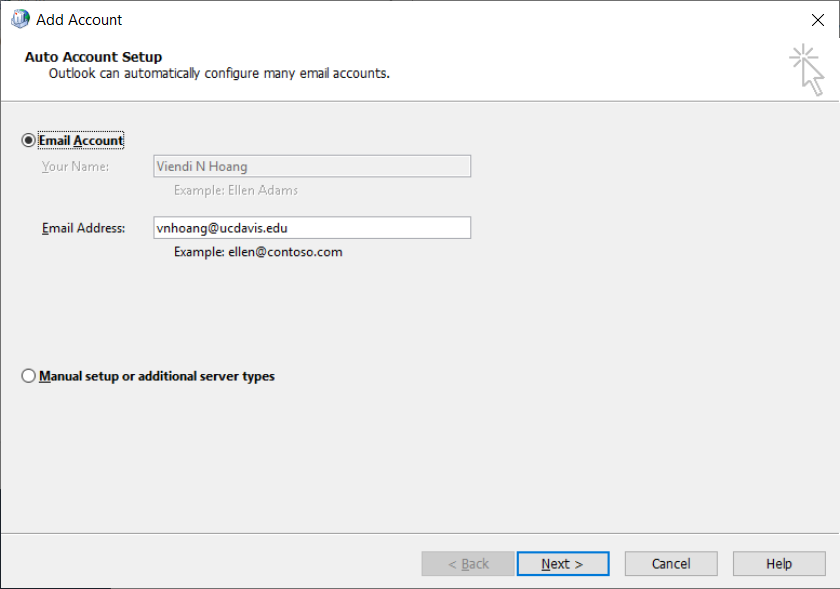 Add Account
Auto Account Setup
Outlook can automatically configure many email accounts.
Email Account
Your Name:
Viendi N Hoang
Example: Ellen Adams
Email Address:
vnhoang@ucdavis.edu
Example: ellen@contoso.com
Manual setup or additional server types
< Back
Next >
Cancel
Help